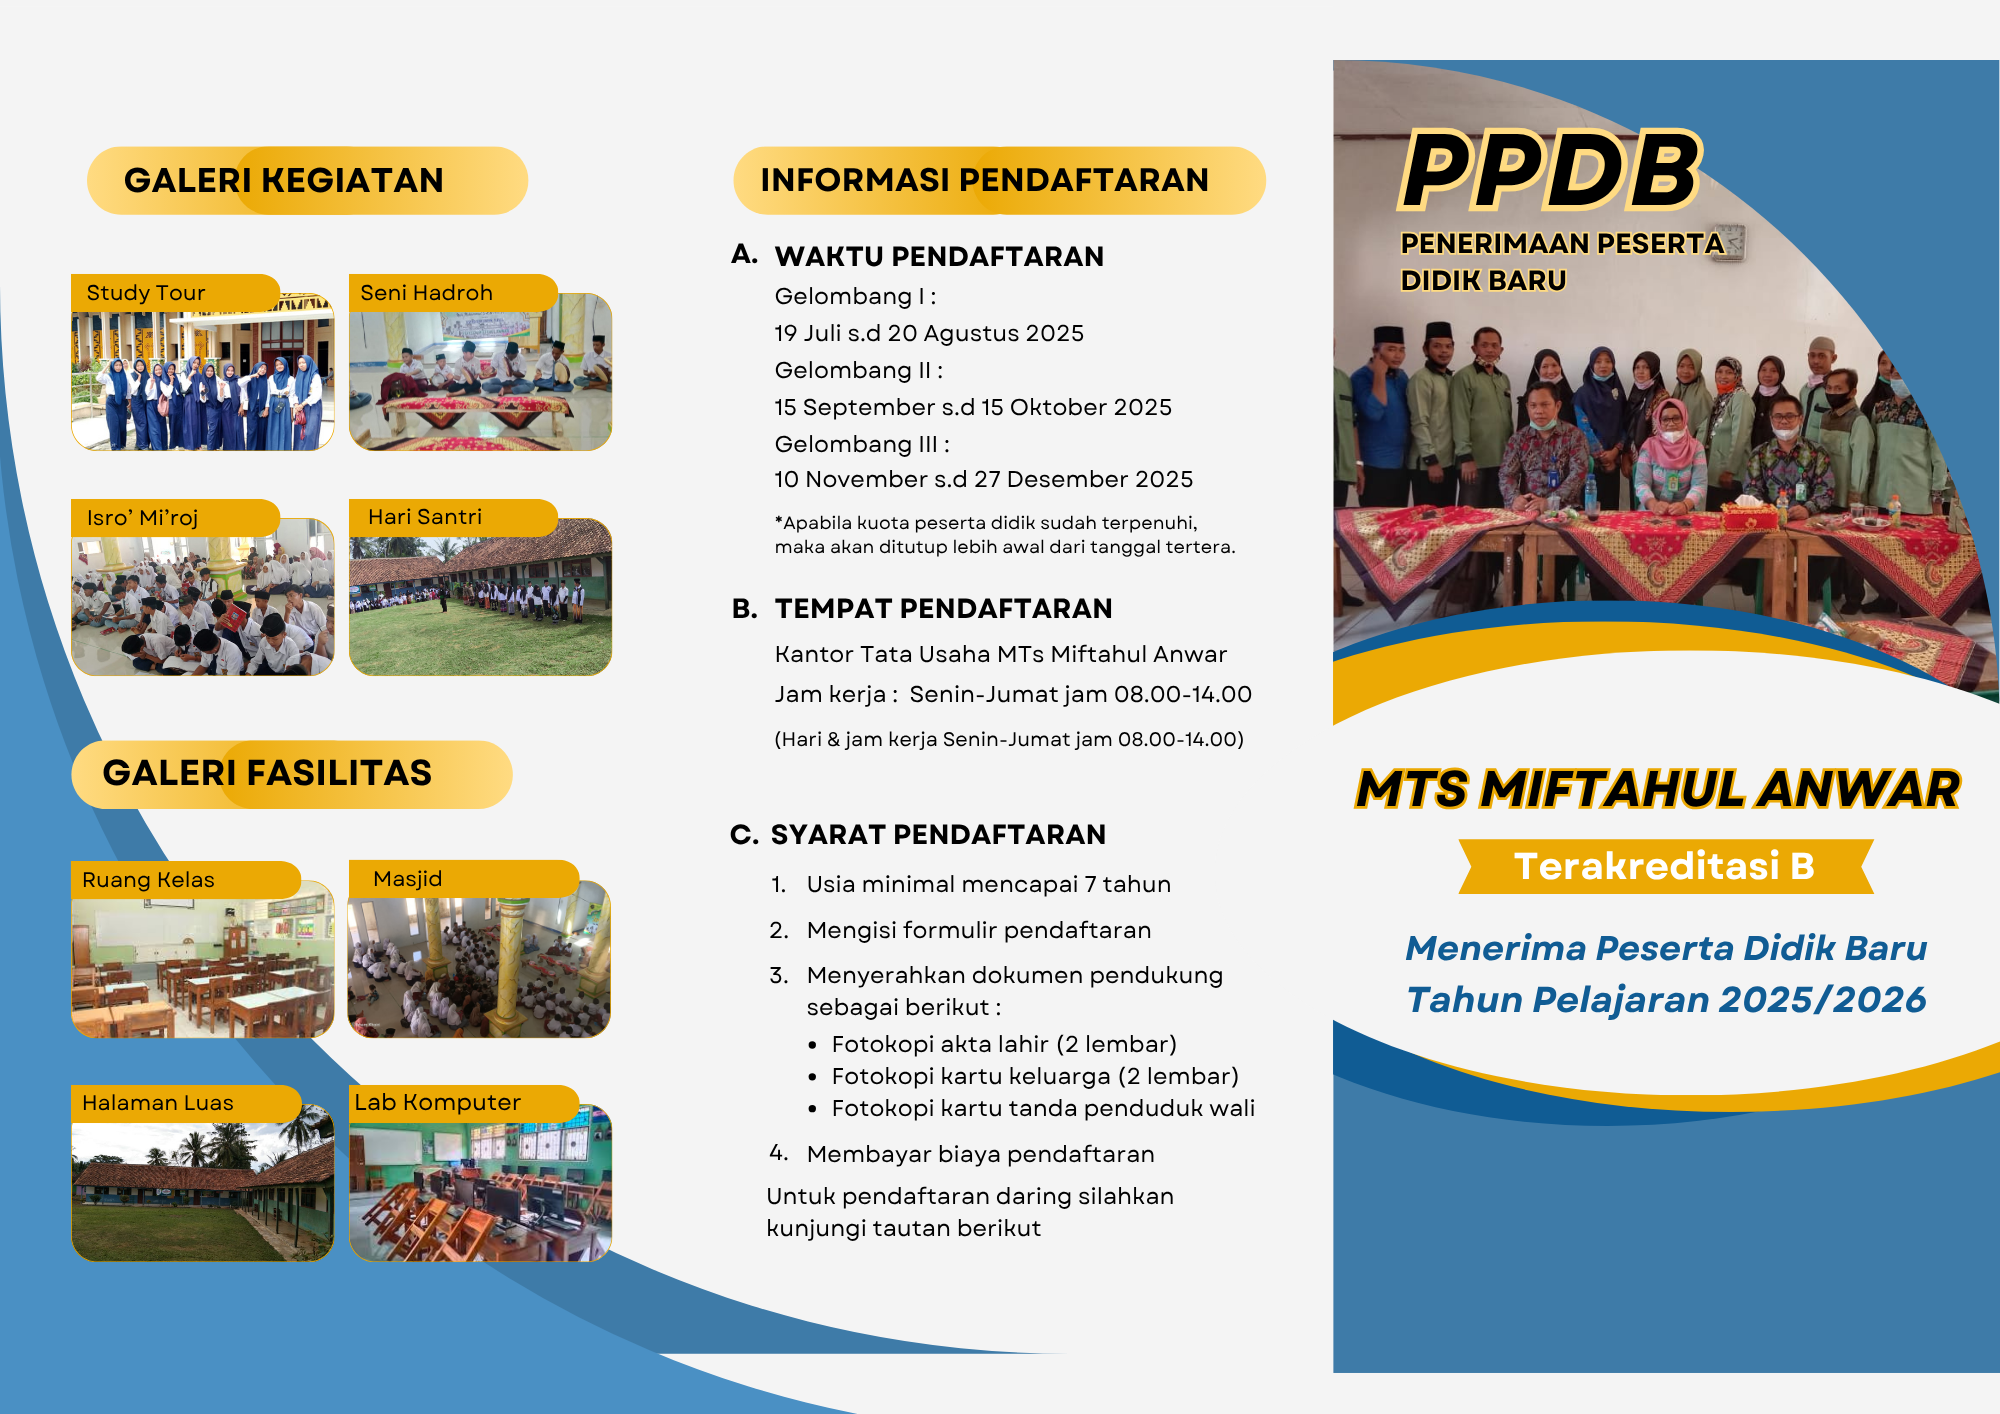 GALERI KEGIATAN
Study Tour
Seni Hadroh
Isro’ Mi’roj
Hari Santri
GALERI FASILITAS
Ruang Kelas
Masjid
Halaman Luas
Lab Komputer
INFORMASI PENDAFTARAN
A. WAKTU PENDAFTARAN
Gelombang I :
19 Juli s.d 20 Agustus 2025
Gelombang II :
15 September s.d 15 Oktober 2025
Gelombang III :
10 November s.d 27 Desember 2025
*Apabila kuota peserta didik sudah terpenuhi,
maka akan ditutup lebih awal dari tanggal tertera.
B. TEMPAT PENDAFTARAN
Kantor Tata Usaha MTs Miftahul Anwar
Jam kerja : Senin-Jumat jam 08.00-14.00
(Hari & jam kerja Senin-Jumat jam 08.00-14.00)
C. SYARAT PENDAFTARAN
1. Usia minimal mencapai 7 tahun
2. Mengisi formulir pendaftaran
3. Menyerahkan dokumen pendukung
sebagai berikut :
• Fotokopi akta lahir (2 lembar)
• Fotokopi kartu keluarga (2 lembar)
• Fotokopi kartu tanda penduduk wali
4. Membayar biaya pendaftaran
Untuk pendaftaran daring silahkan
kunjungi tautan berikut
PPDB
PENERIMAAN PESERTA
DIDIK BARU
MTS MIFTAHUL ANWAR
Terakreditasi B
Menerima Peserta Didik Baru
Tahun Pelajaran 2025/2026